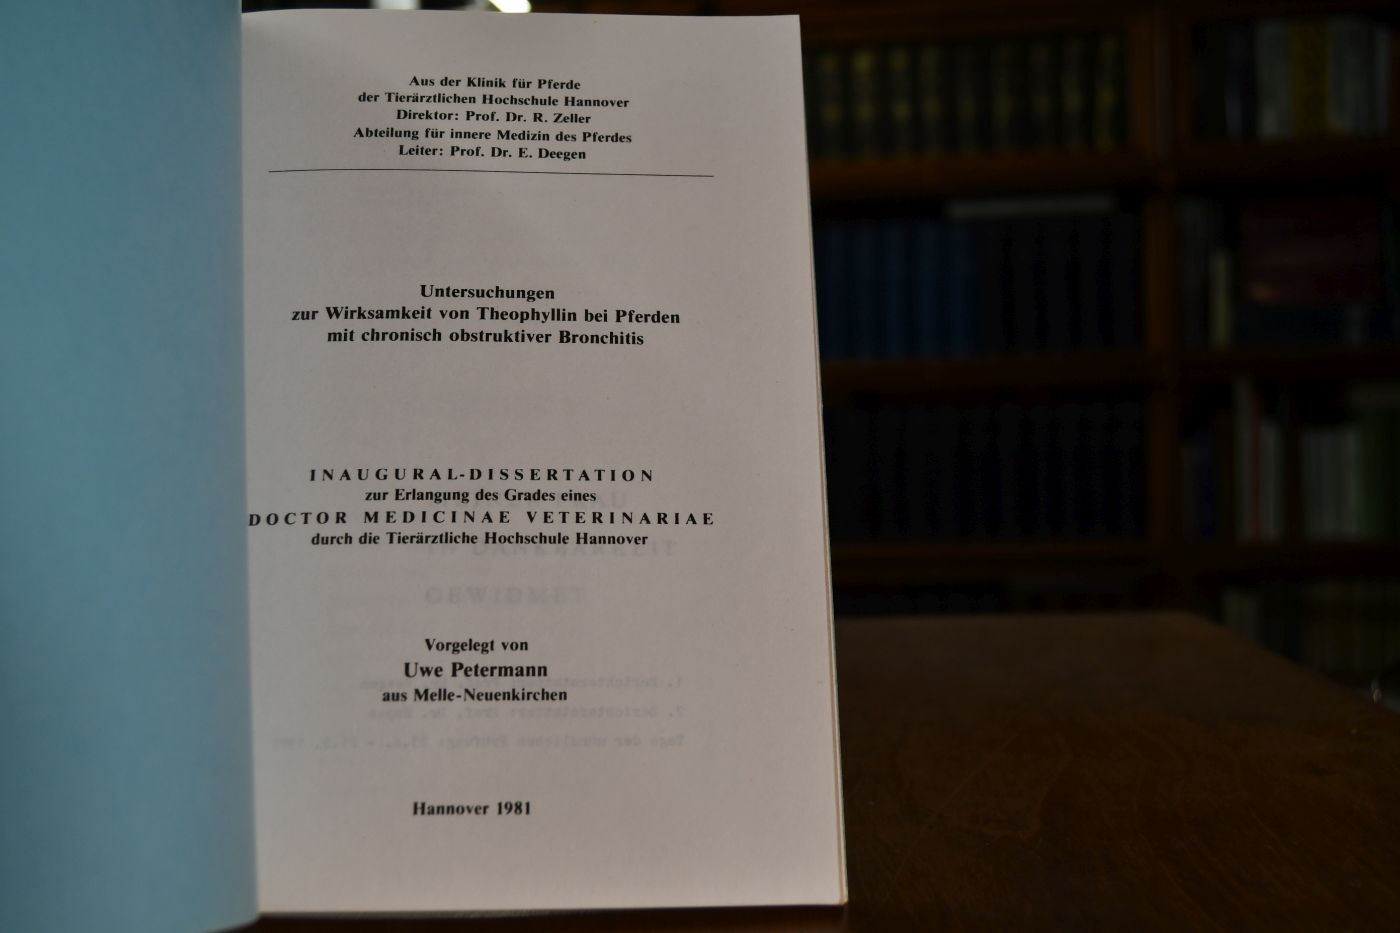 Aus der Klinik für Pferde
der Tierärztlichen Hochschule Hannover
Direktor: Prof. Dr. R. Zeller
Abteilung für innere Medizin des Pferdes
Leiter: Prof. Dr. E. Deegen
Untersuchungen
zur Wirksamkeit von Theophyllin bei Pferden
mit chronisch obstruktiver Bronchitis
INAUGURAL-DISSERTATION
zur Erlangung des Grades eines
DOCTOR MEDICINAE VETERINARIAE
durch die Tierärztliche Hochschule Hannover
IN DANKBARKEIT
GEWIDMET
Vorgelegt von
Uwe Petermann
aus Melle-Neuenkirchen
Hannover 1981